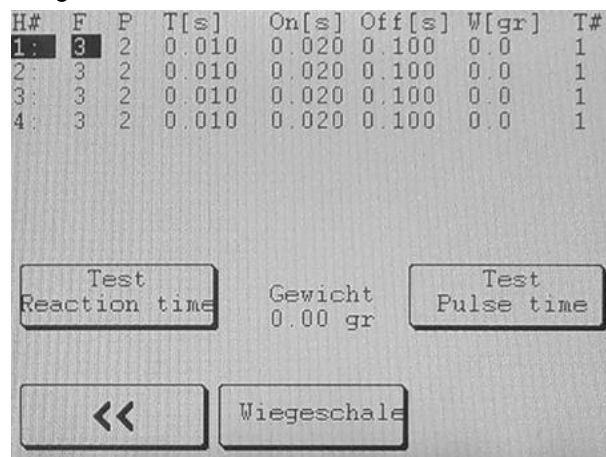 H# F P T[s] On[s] Off[s] W[gr] T#
1: 3 2 0.010 0.020 0.100 0.0 1
2: 3 2 0.010 0.020 0.100 0.0 1
3: 3 2 0.010 0.020 0.100 0.0 1
4: 3 2 0.010 0.020 0.100 0.0 1
Test
Reaction time
Gewicht
0.00 gr
Test
Pulse time
<<
Wiegeschale